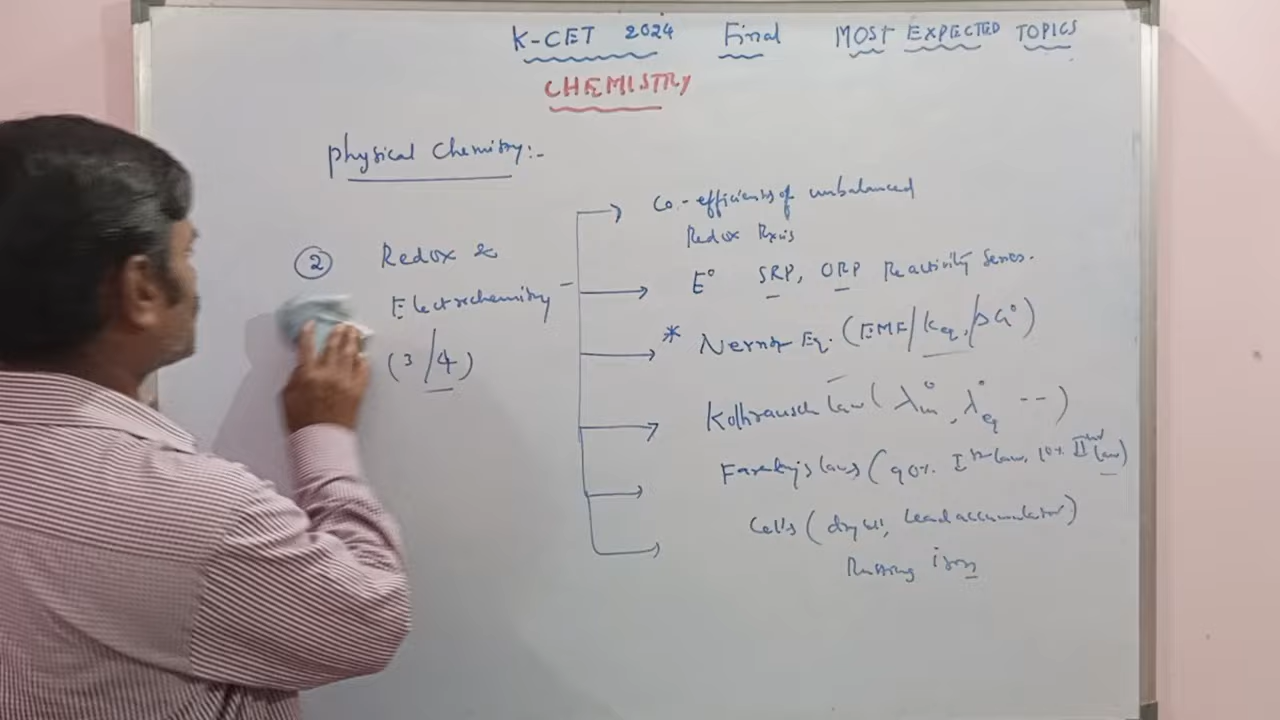 K-CET 2024 Final MOST EXPECTED TOPICS
CHEMISTRY
Physical Chemistry:-
② Redox &
Electrochemistry
(3/4)
Co-efficients of unbalanced
Redox Rxns
E° SRP, ORP Reactivity Series.
* Nernst Eq. (EMF/Keq/ΔG°)
Kolhrausch law (λ°m, λ°eq --)
Faraday's laws (90% Ist law, 10% IInd law)
Cells (dry cell, Lead accumulator)
Rusting iron